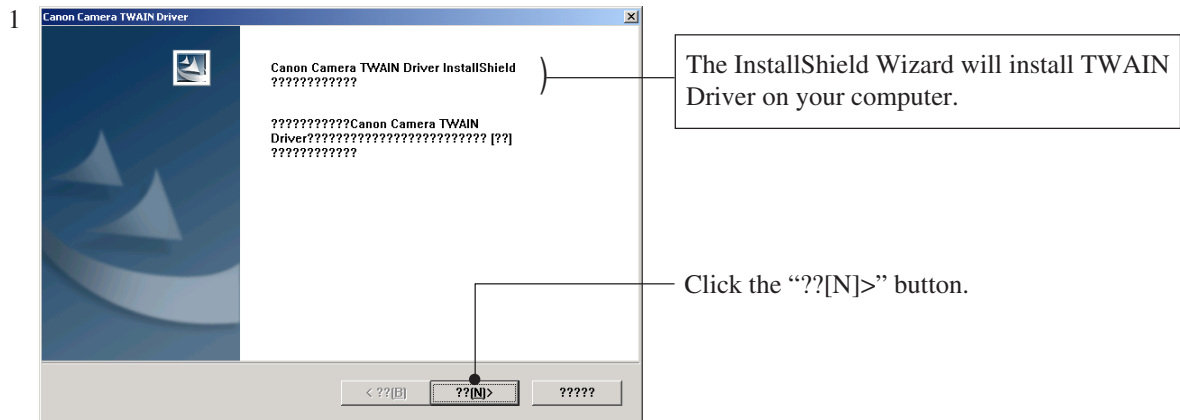 1
Canon Camera TWAIN Driver
Canon Camera TWAIN Driver InstallShield
????????????
???????????Canon Camera TWAIN
Driver????????????????????????? [??]
????????????
The InstallShield Wizard will install TWAIN
Driver on your computer.
Click the “??[N]>” button.
< ??(B)
??(N)>
?????